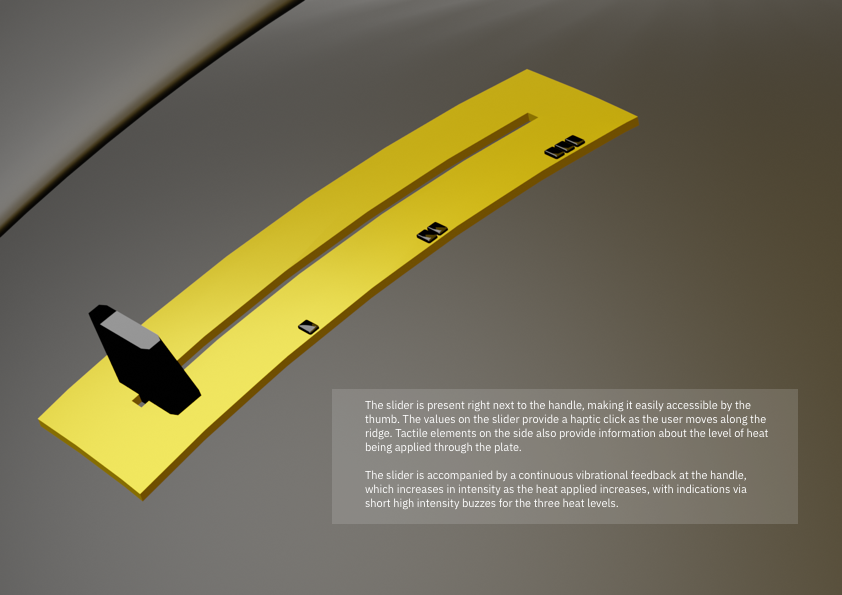 The slider is present right next to the handle, making it easily accessible by the
thumb. The values on the slider provide a haptic click as the user moves along the
ridge. Tactile elements on the side also provide information about the level of heat
being applied through the plate.
The slider is accompanied by a continuous vibrational feedback at the handle,
which increases in intensity as the heat applied increases, with indications via
short high intensity buzzes for the three heat levels.